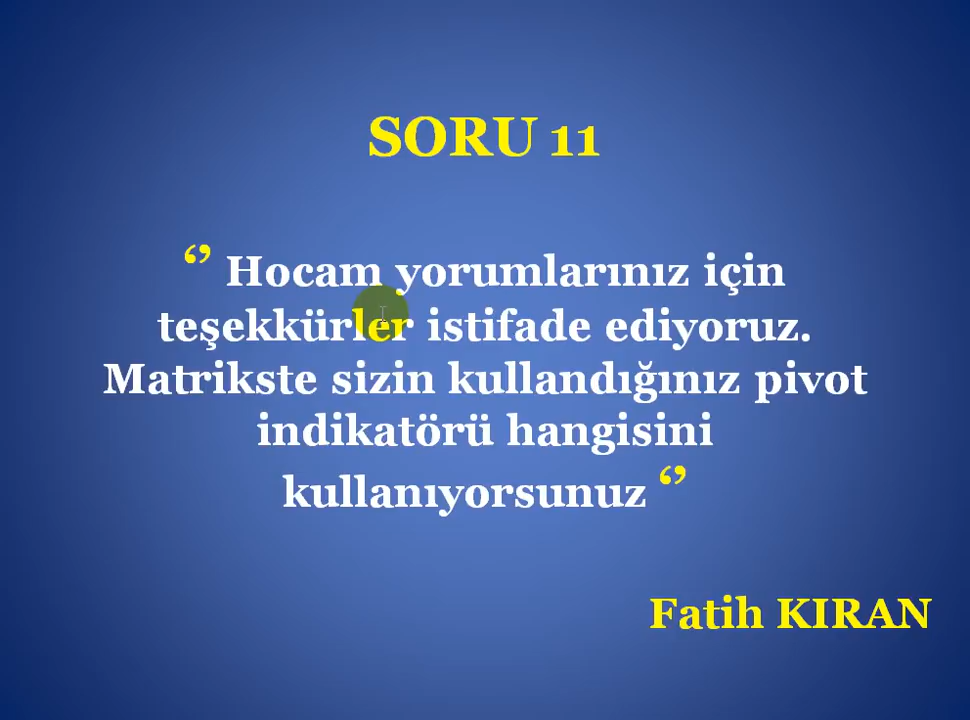 SORU 11
“ Hocam yorumlarınız için
teşekkürler istifade ediyoruz.
Matrikste sizin kullandığınız pivot
indikatörü hangisini
kullanıyorsunuz “
Fatih KIRAN